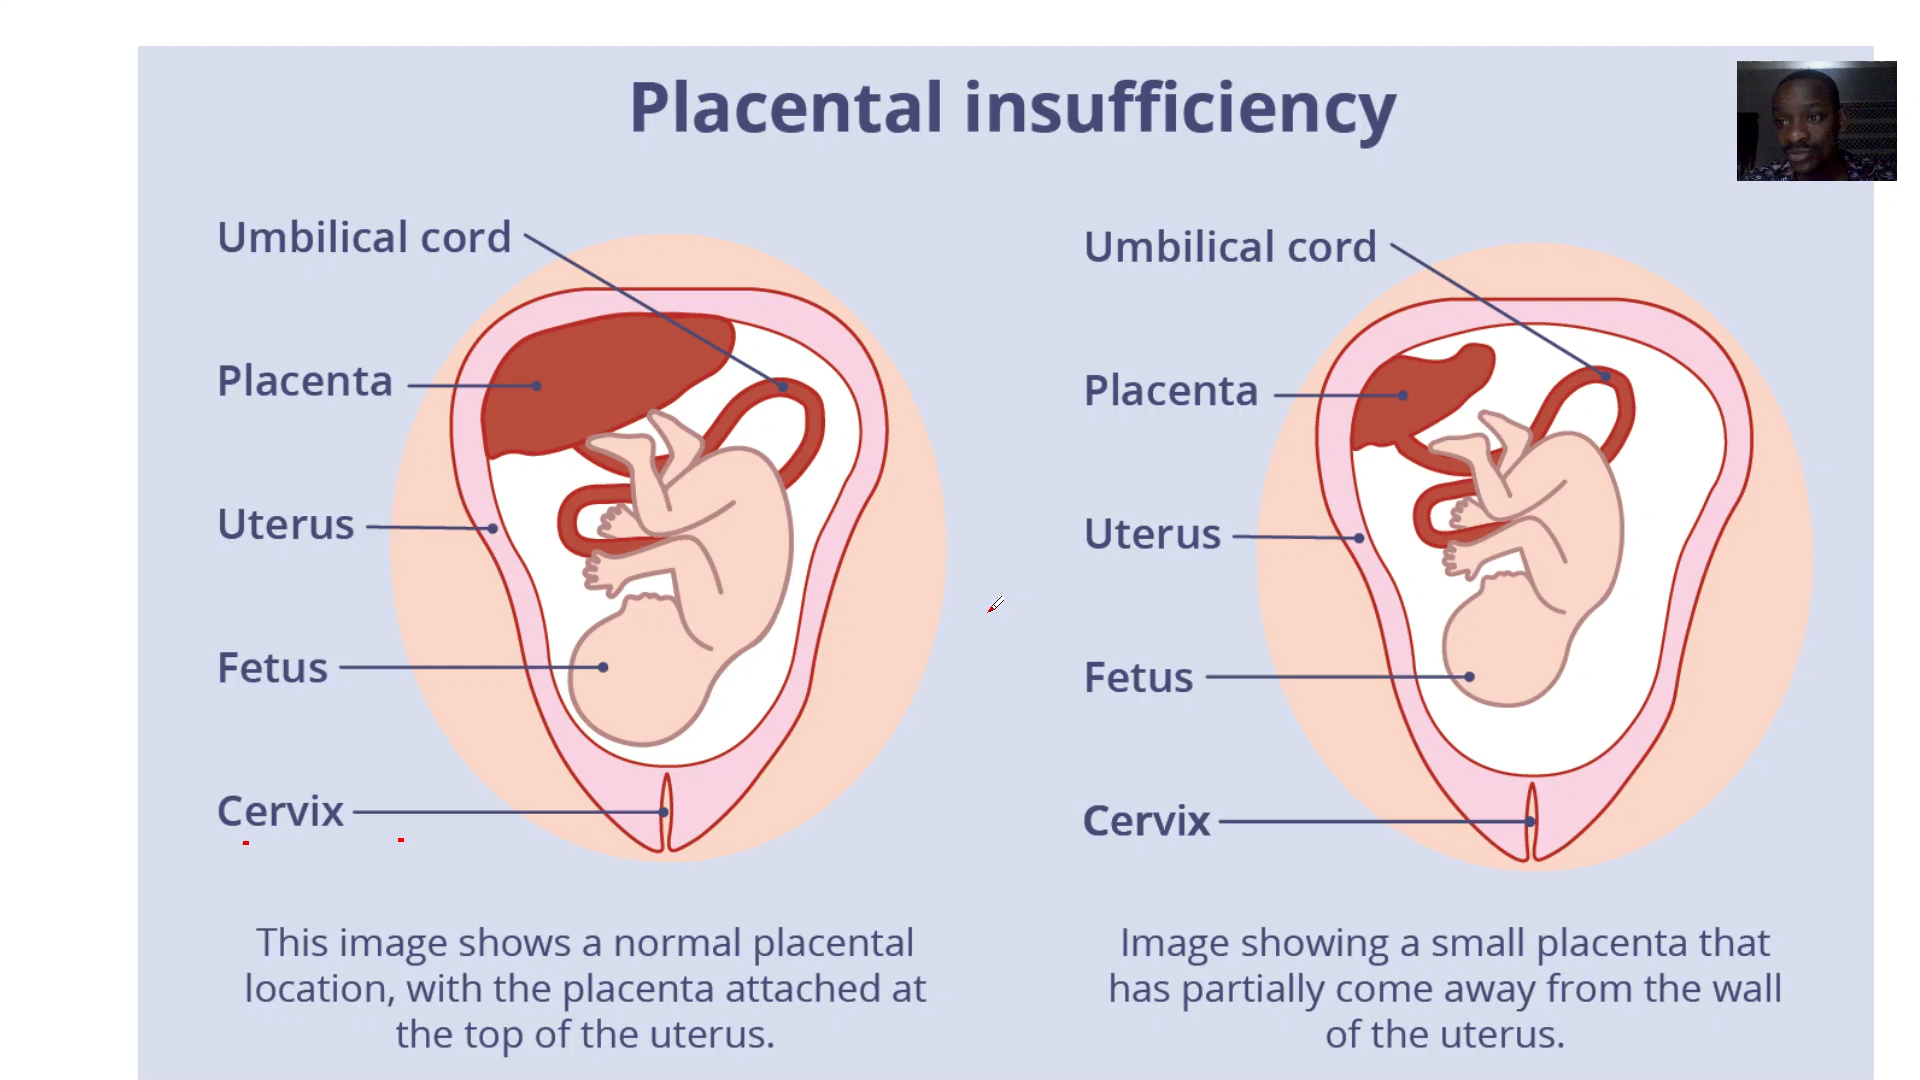 Placental insufficiency
Umbilical cord
Placenta
Uterus
Fetus
Cervix
This image shows a normal placental
location, with the placenta attached at
the top of the uterus.
Umbilical cord
Placenta
Uterus
Fetus
Cervix
Image showing a small placenta that
has partially come away from the wall
of the uterus.